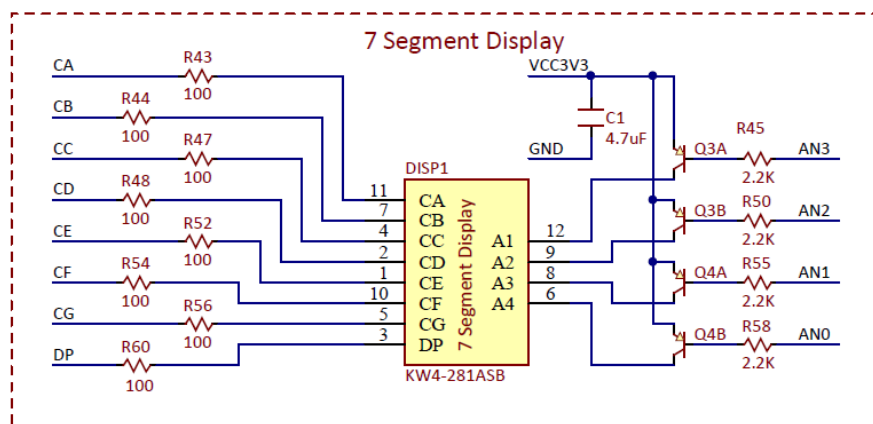 7 Segment Display
CA
R43
100
CB
R44
100
CC
R47
100
CD
R48
100
CE
R52
100
CF
R54
100
CG
R56
100
DP
R60
100
VCC3V3
C1
4.7uF
GND
DISP1
11 CA
7 CB
4 CC
2 CD
1 CE
10 CF
5 CG
3 DP
7 Segment Display
A1 12
A2 9
A3 8
A4 6
KW4-281ASB
Q3A
R45
2.2K
AN3
Q3B
R50
2.2K
AN2
Q4A
R55
2.2K
AN1
Q4B
R58
2.2K
AN0